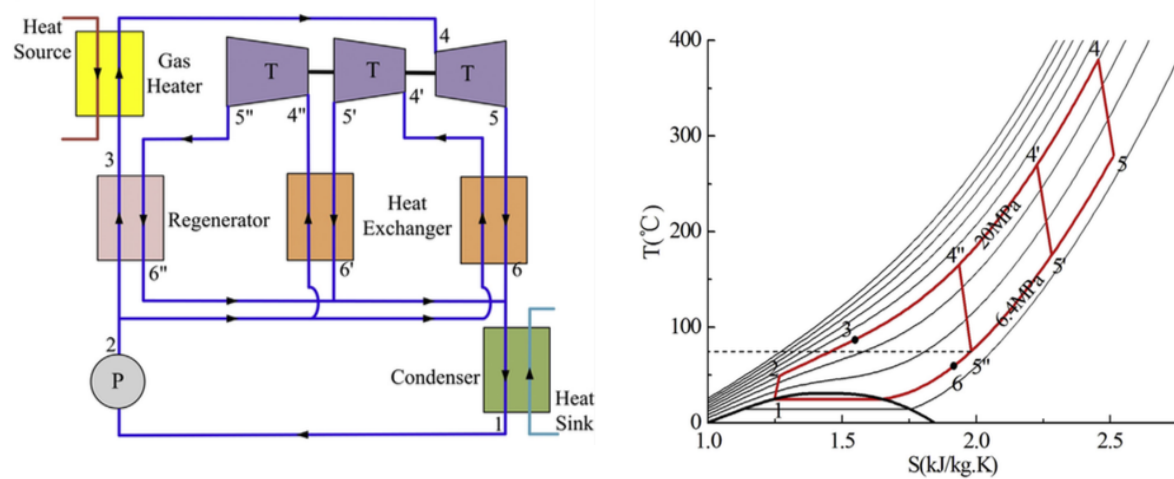 Heat
Source
Gas
Heater
T
T
T
4
5"
4"
5'
4'
5
3
Regenerator
Heat
Exchanger
6"
6'
6
2
P
Condenser
1
Heat
Sink
400
300
200
100
0
T(℃)
4
4'
5
20MPa
4"
5'
6.4MPa
3
2
5"
6
1
1.0
1.5
2.0
2.5
S(kJ/kg.K)